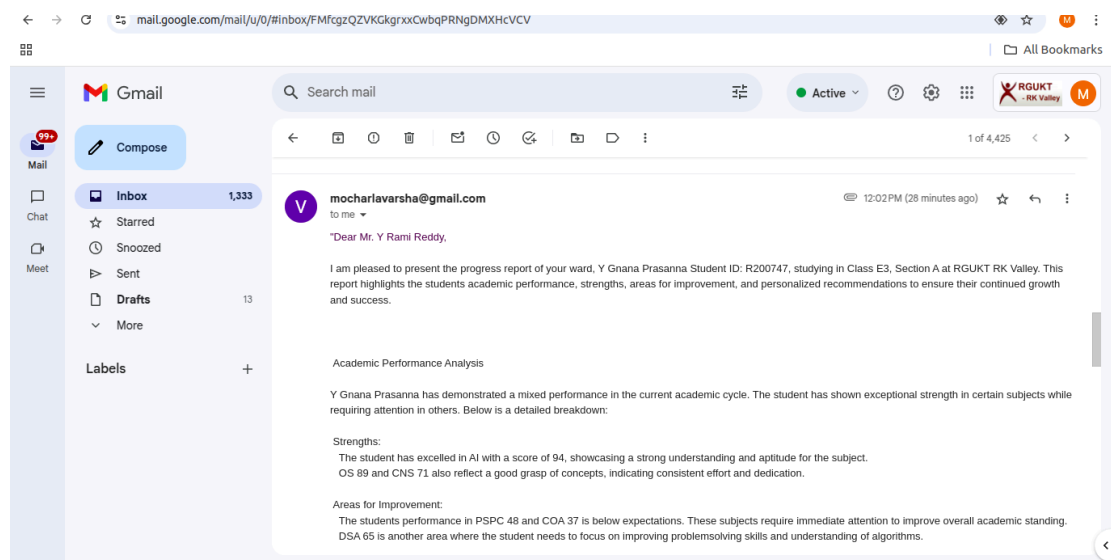 mail.google.com/mail/u/0/#inbox/FMfcgzQZVKGkgrxxCwbqPRNgDMXHcVCV
M
All Bookmarks
Gmail
Search mail
Active
RGUKT
- RK Valley
M
99+
Mail
Compose
1 of 4,425
Chat
Meet
Inbox 1,333
Starred
Snoozed
Sent
Drafts 13
More
Labels
V
mocharlavarsha@gmail.com 12:02 PM (28 minutes ago)
to me
"Dear Mr. Y Rami Reddy,
I am pleased to present the progress report of your ward, Y Gnana Prasanna Student ID: R200747, studying in Class E3, Section A at RGUKT RK Valley. This
report highlights the students academic performance, strengths, areas for improvement, and personalized recommendations to ensure their continued growth
and success.
Academic Performance Analysis
Y Gnana Prasanna has demonstrated a mixed performance in the current academic cycle. The student has shown exceptional strength in certain subjects while
requiring attention in others. Below is a detailed breakdown:
Strengths:
The student has excelled in AI with a score of 94, showcasing a strong understanding and aptitude for the subject.
OS 89 and CNS 71 also reflect a good grasp of concepts, indicating consistent effort and dedication.
Areas for Improvement:
The students performance in PSPC 48 and COA 37 is below expectations. These subjects require immediate attention to improve overall academic standing.
DSA 65 is another area where the student needs to focus on improving problemsolving skills and understanding of algorithms.